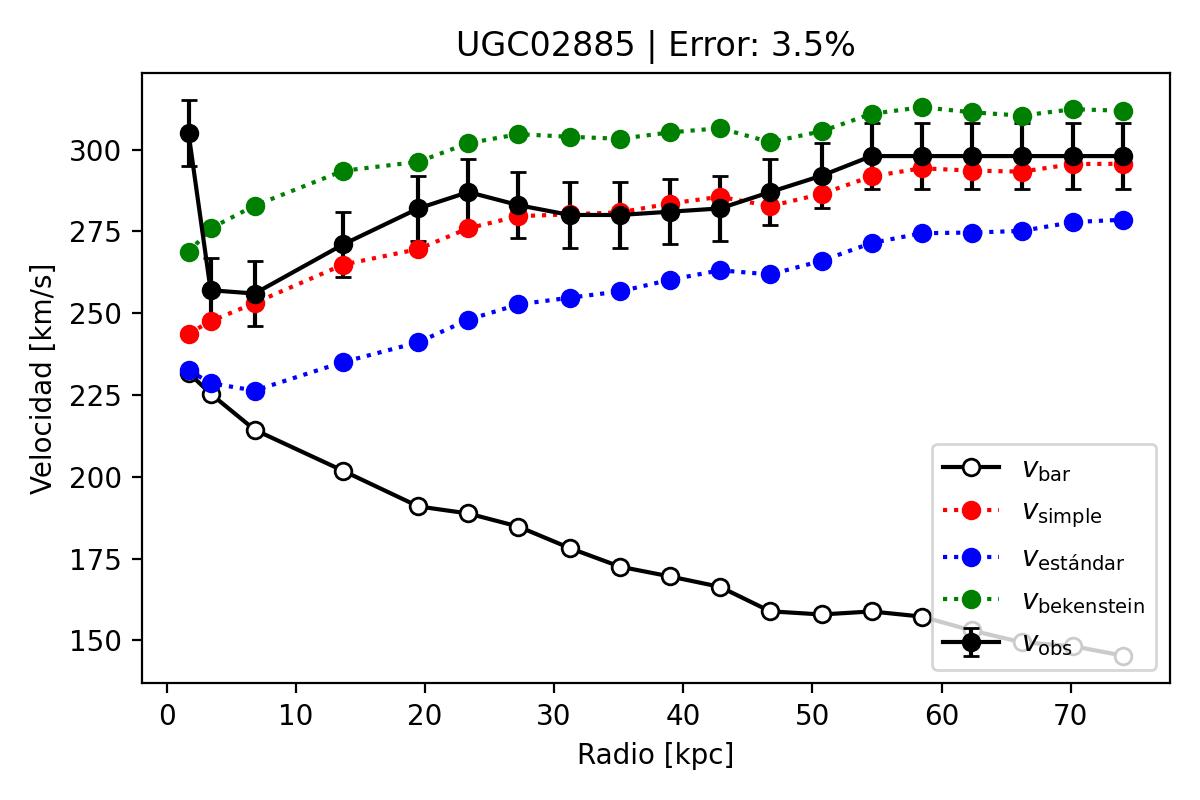 UGC02885 | Error: 3.5%
Velocidad [km/s]
300
275
250
225
200
175
150
0 10 20 30 40 50 60 70
Radio [kpc]
v_bar
v_simple
v_estándar
v_bekenstein
v_obs